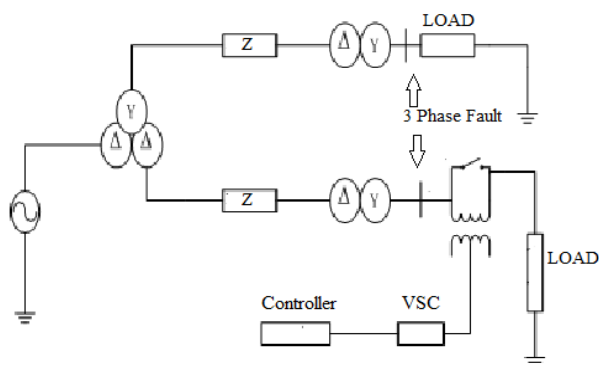 LOAD
Z
Δ
Y
3 Phase Fault
Y
Δ
Δ
Z
Δ
Y
LOAD
Controller
VSC